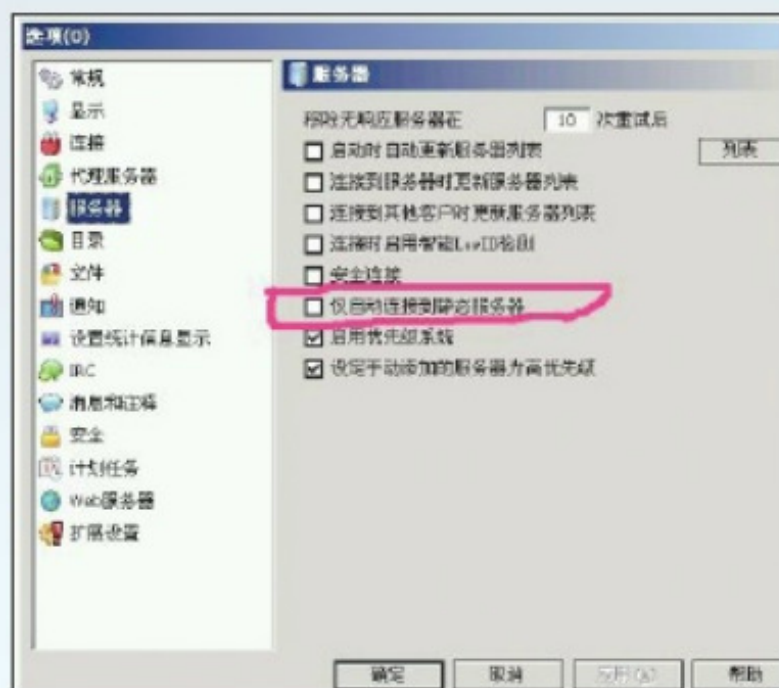 选项(O)
常规
显示
连接
代理服务器
服务器
目录
文件
通知
设置统计信息显示
IRC
消息和注释
安全
计划任务
Web服务器
扩展设置
服务器
移除无响应服务器在 10 次重试后
启动时自动更新服务器列表
列表
连接到服务器时更新服务器列表
连接到其他客户时更新服务器列表
连接时启用智能LowID检测
安全连接
仅自动连接到静态服务器
启用优先级系统
设定手动添加的服务器为高优先级
确定
取消
应用(A)
帮助